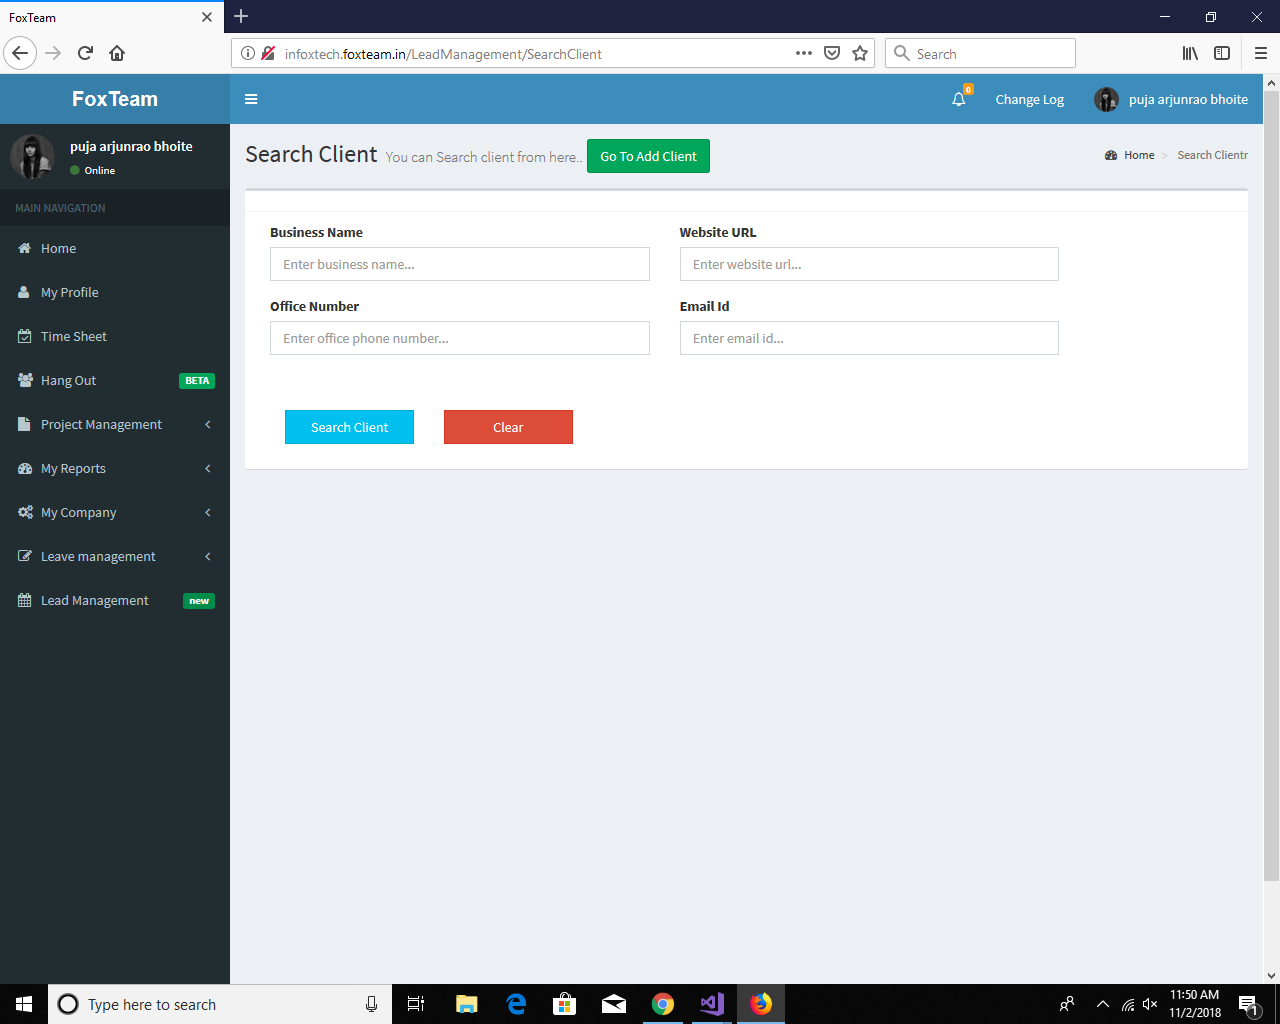 FoxTeam
infoxtech.foxteam.in/LeadManagement/SearchClient
Search
FoxTeam
0
Change Log
puja arjunrao bhoite
puja arjunrao bhoite
Online
MAIN NAVIGATION
Home
My Profile
Time Sheet
Hang Out BETA
Project Management
My Reports
My Company
Leave management
Lead Management new
Search Client You can Search client from here.. Go To Add Client
Home > Search Clientr
Business Name
Enter business name...
Website URL
Enter website url...
Office Number
Enter office phone number...
Email Id
Enter email id...
Search Client
Clear
Type here to search
11:50 AM
11/2/2018
1